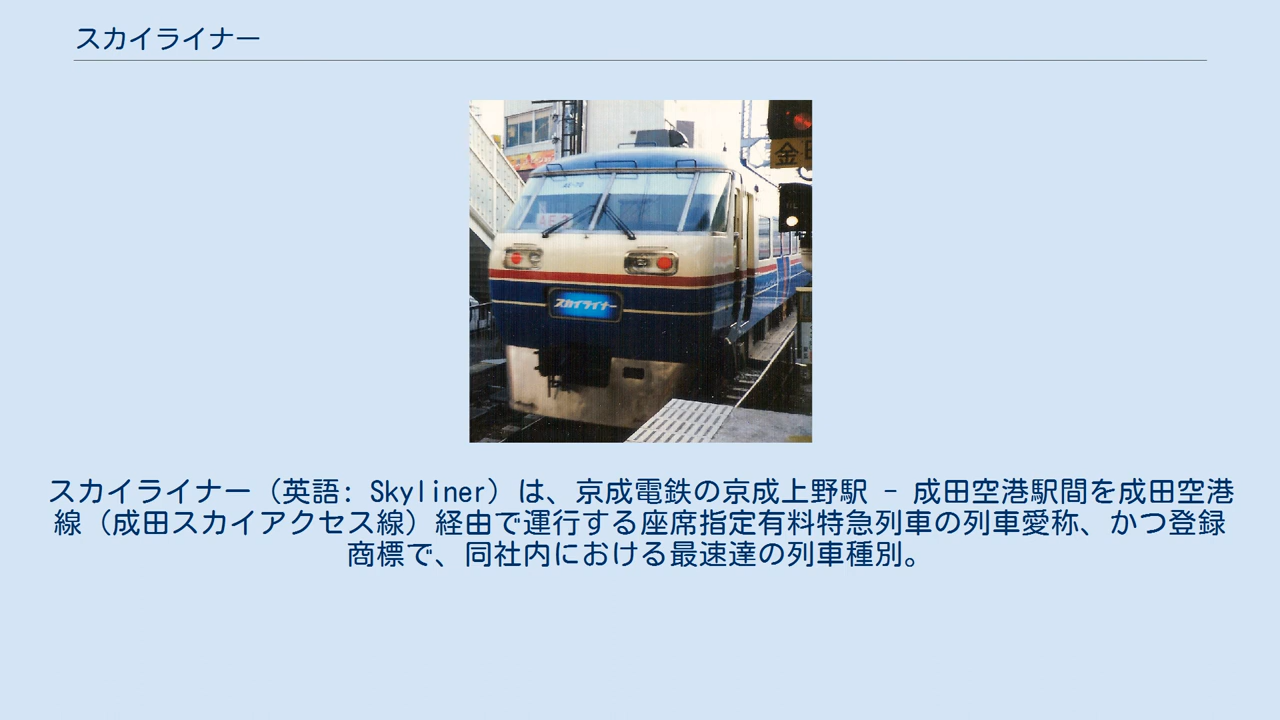 スカイライナー
金
スカイライナー
スカイライナー（英語: Skyliner）は、京成電鉄の京成上野駅 - 成田空港駅間を成田空港
線（成田スカイアクセス線）経由で運行する座席指定有料特急列車の列車愛称、かつ登録
商標で、同社内における最速達の列車種別。